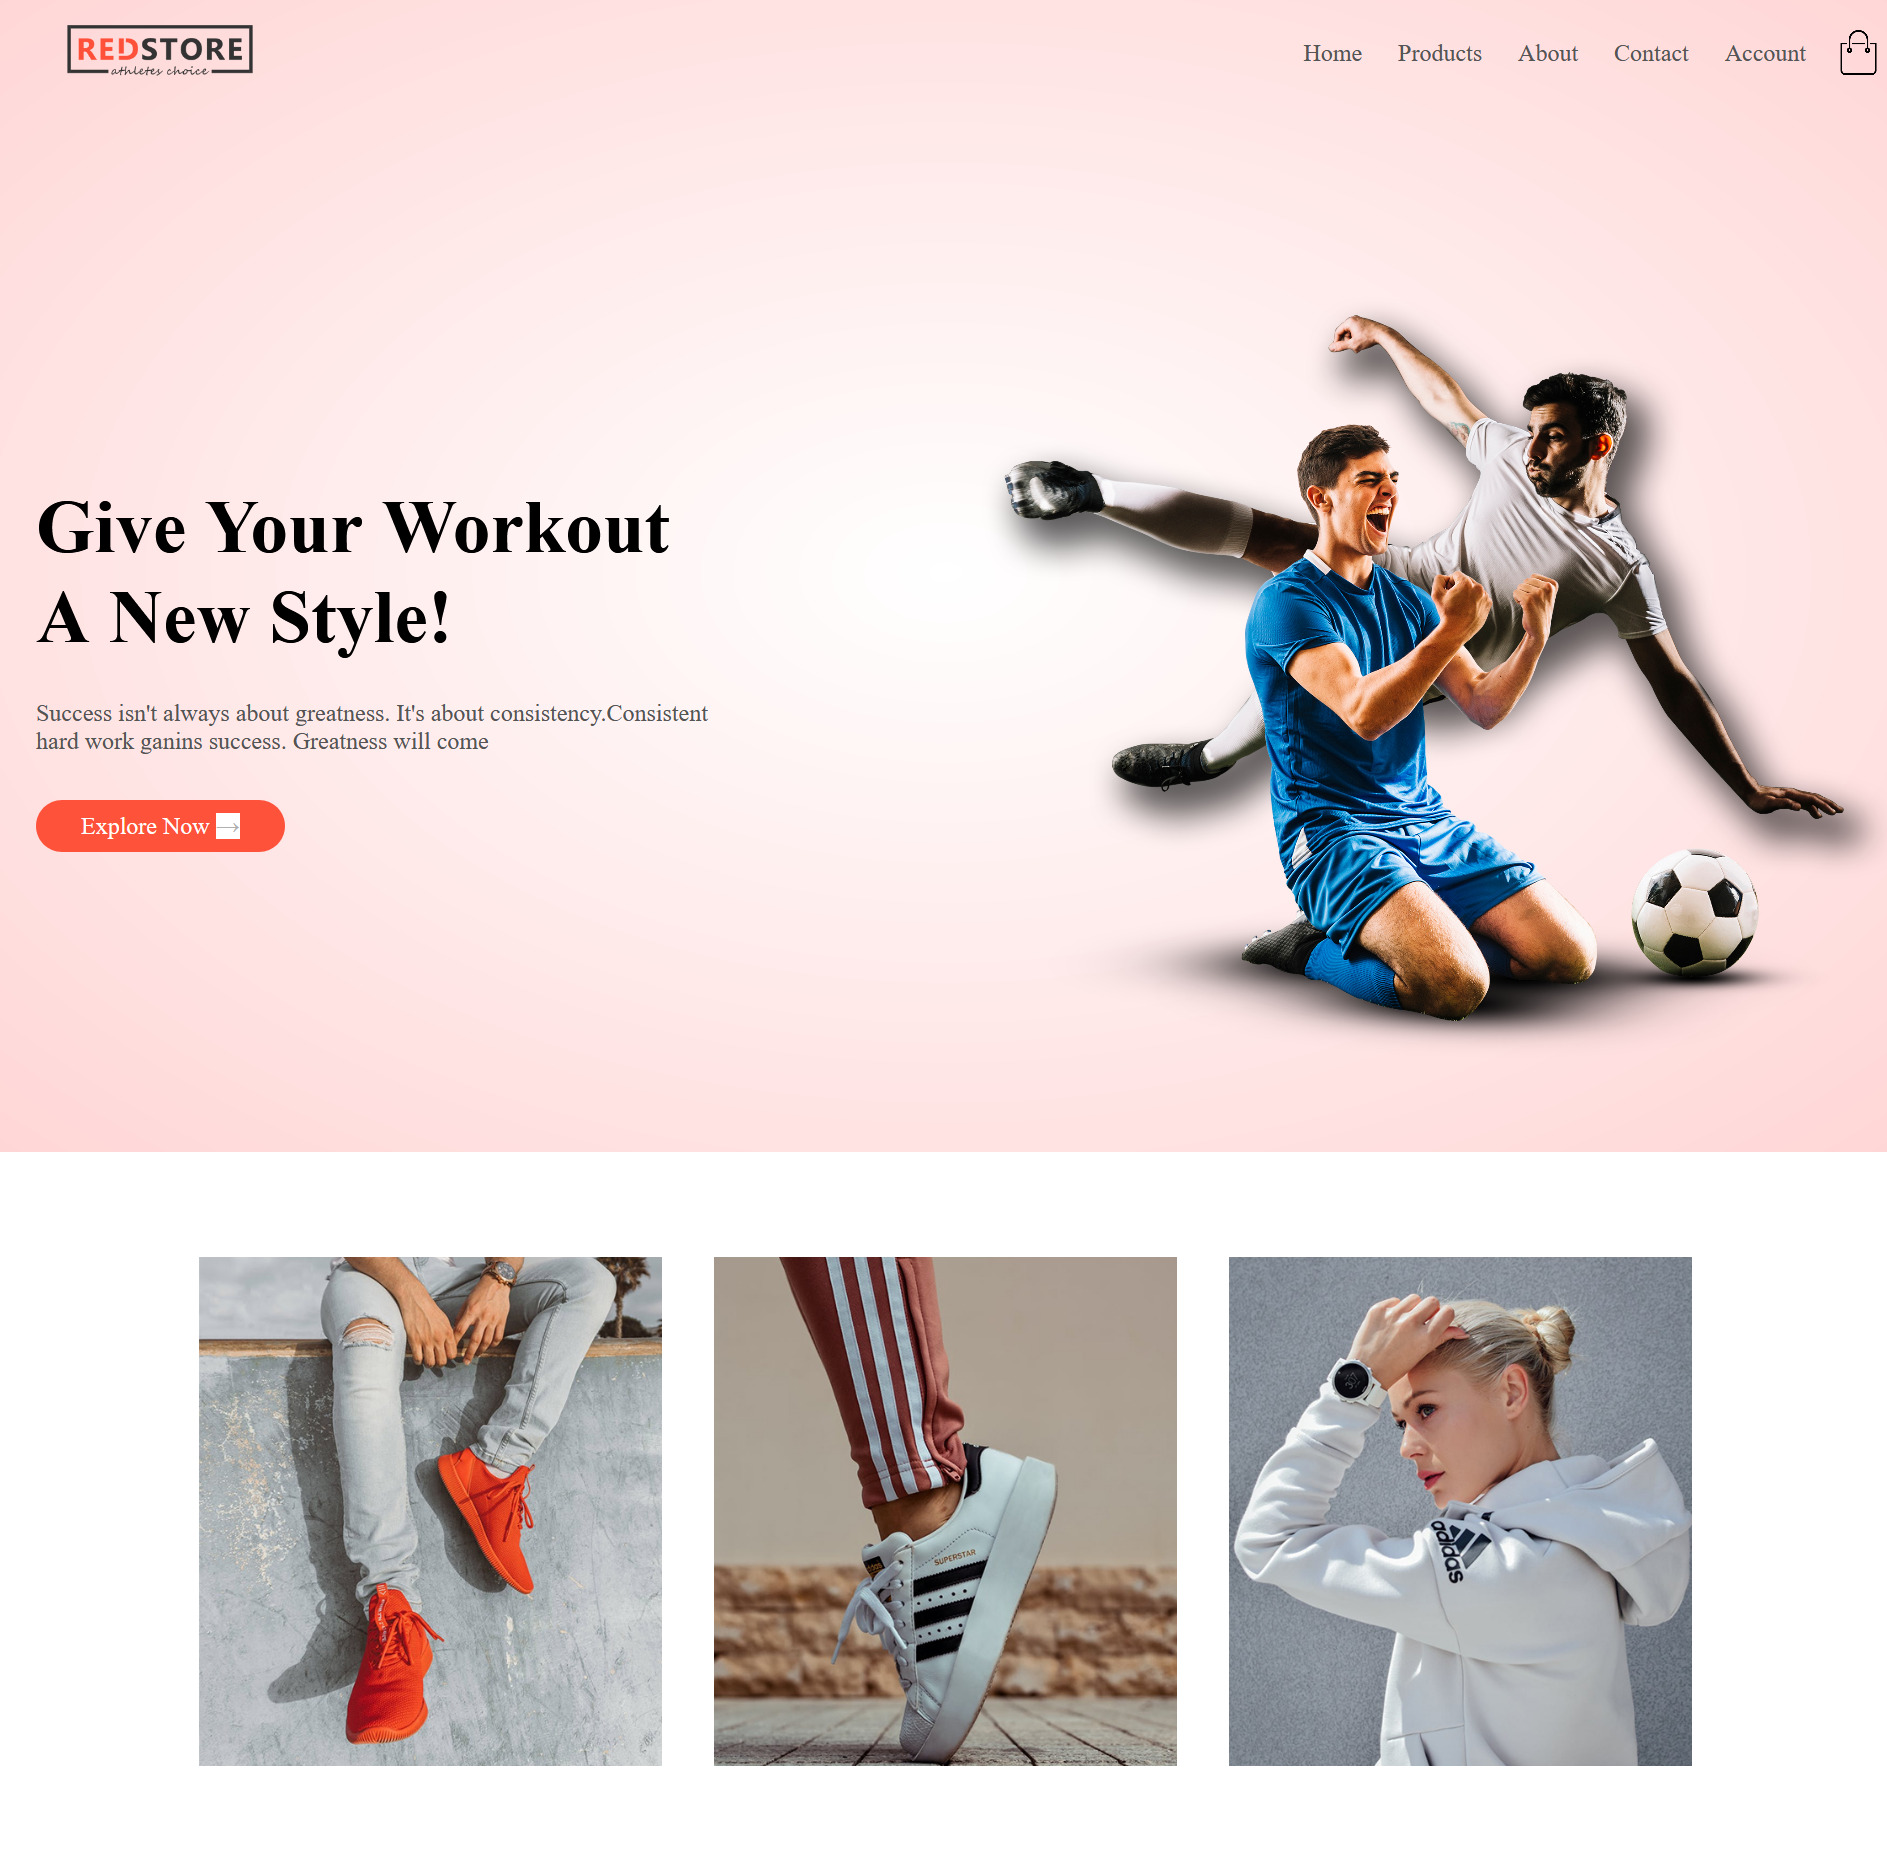 REDSTORE
athletes choice
Home Products About Contact Account
Give Your Workout
A New Style!
Success isn't always about greatness. It's about consistency.Consistent
hard work ganins success. Greatness will come
Explore Now →
SUPERSTAR
adidas